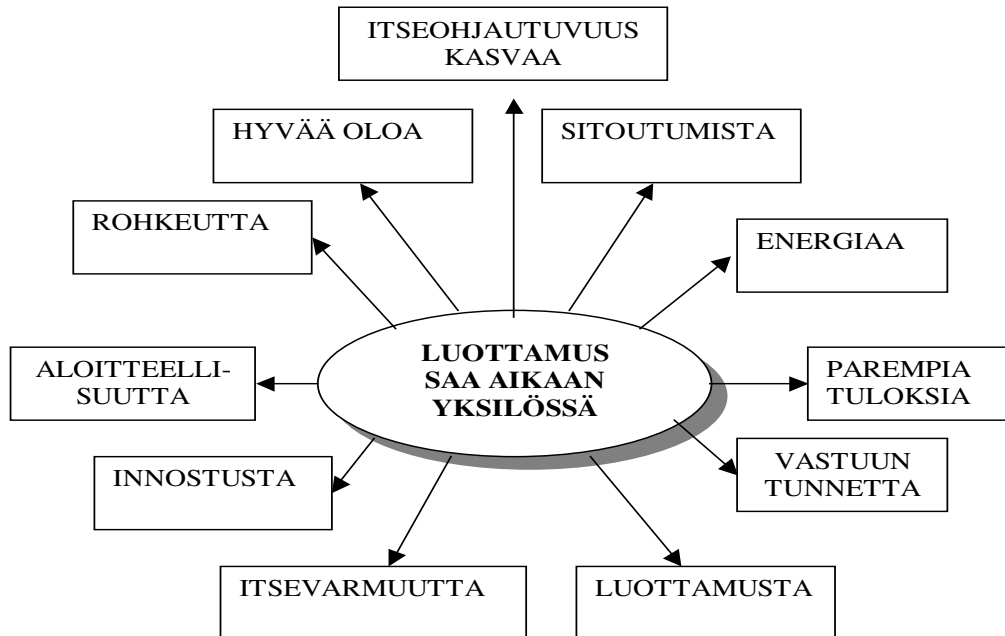 ITSEOHJAUTUVUUS
KASVAA
HYVÄÄ OLOA
SITOUTUMISTA
ROHKEUTTA
ENERGIAA
LUOTTAMUS
SAA AIKAAN
YKSILÖSSÄ
ALOITTEELLI-
SUUTTA
PAREMPIA
TULOKSIA
INNOSTUSTA
VASTUUN
TUNNETTA
ITSEVARMUUTTA
LUOTTAMUSTA